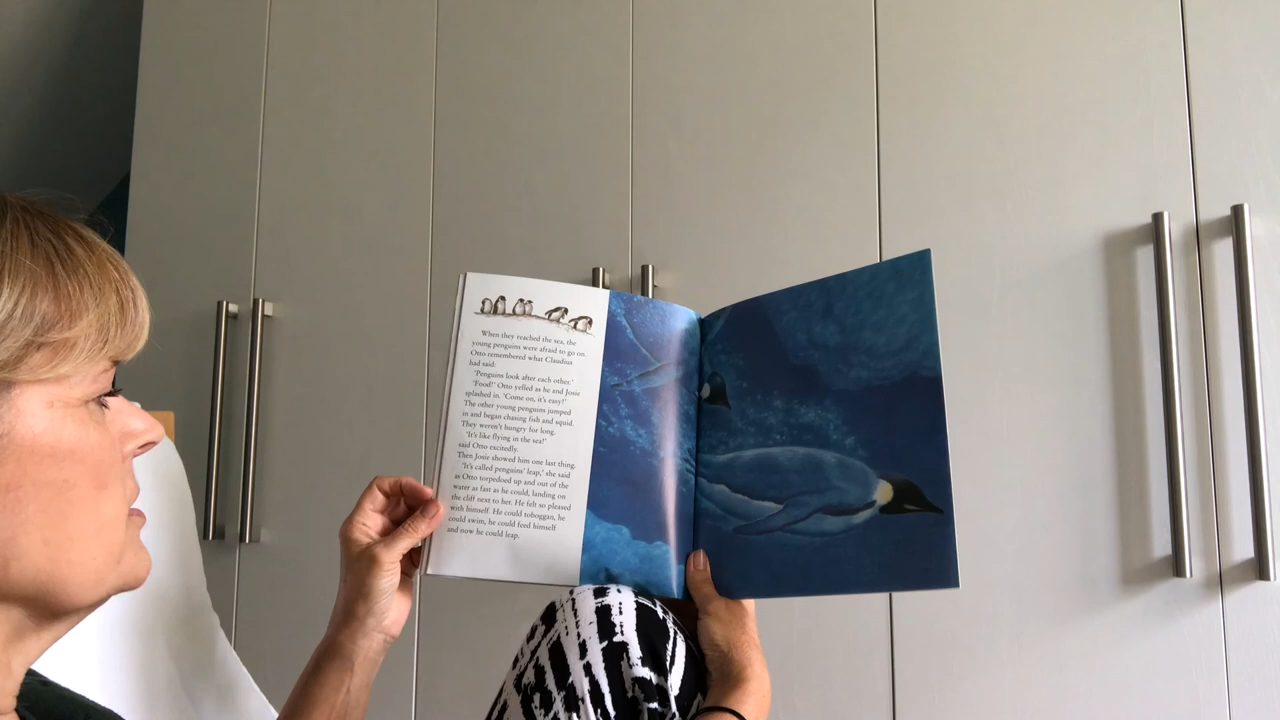 When they reached the sea, the
young penguins were afraid to go on.
Otto remembered what Claudius
had said:
'Penguins look after each other.'
'Food!' Otto yelled as he and Josie
splashed in. 'Come on, it's easy!'
The other young penguins jumped
in and began chasing fish and squid.
They weren't hungry for long.
'It's like flying in the sea!'
said Otto excitedly.
Then Josie showed him one last thing.
'It's called penguins' leap,' she said
as Otto torpedoed up and out of the
water as fast as he could, landing on
the cliff next to her. He felt so pleased
with himself. He could toboggan, he
could swim, he could feed himself
and now he could leap.